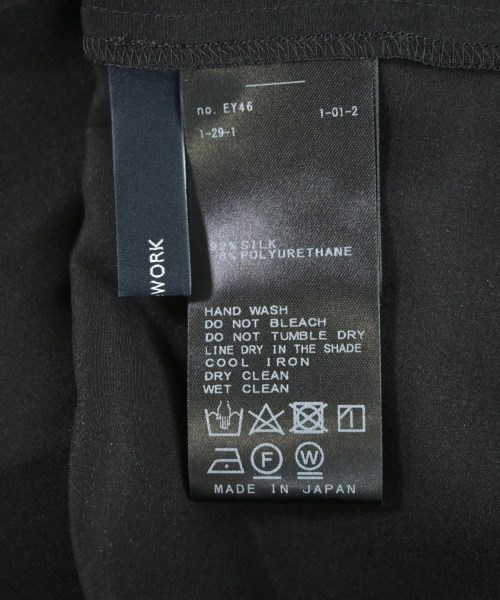 no. EY46 1-01-2
1-29-1
92% SILK
8% POLYURETHANE
HAND WASH
DO NOT BLEACH
DO NOT TUMBLE DRY
LINE DRY IN THE SHADE
COOL IRON
DRY CLEAN
WET CLEAN
F W
MADE IN JAPAN
WORK